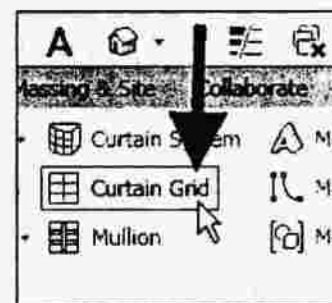 A
Massing & Site Collaborate
Curtain System M
Curtain Grid M
Mullion M